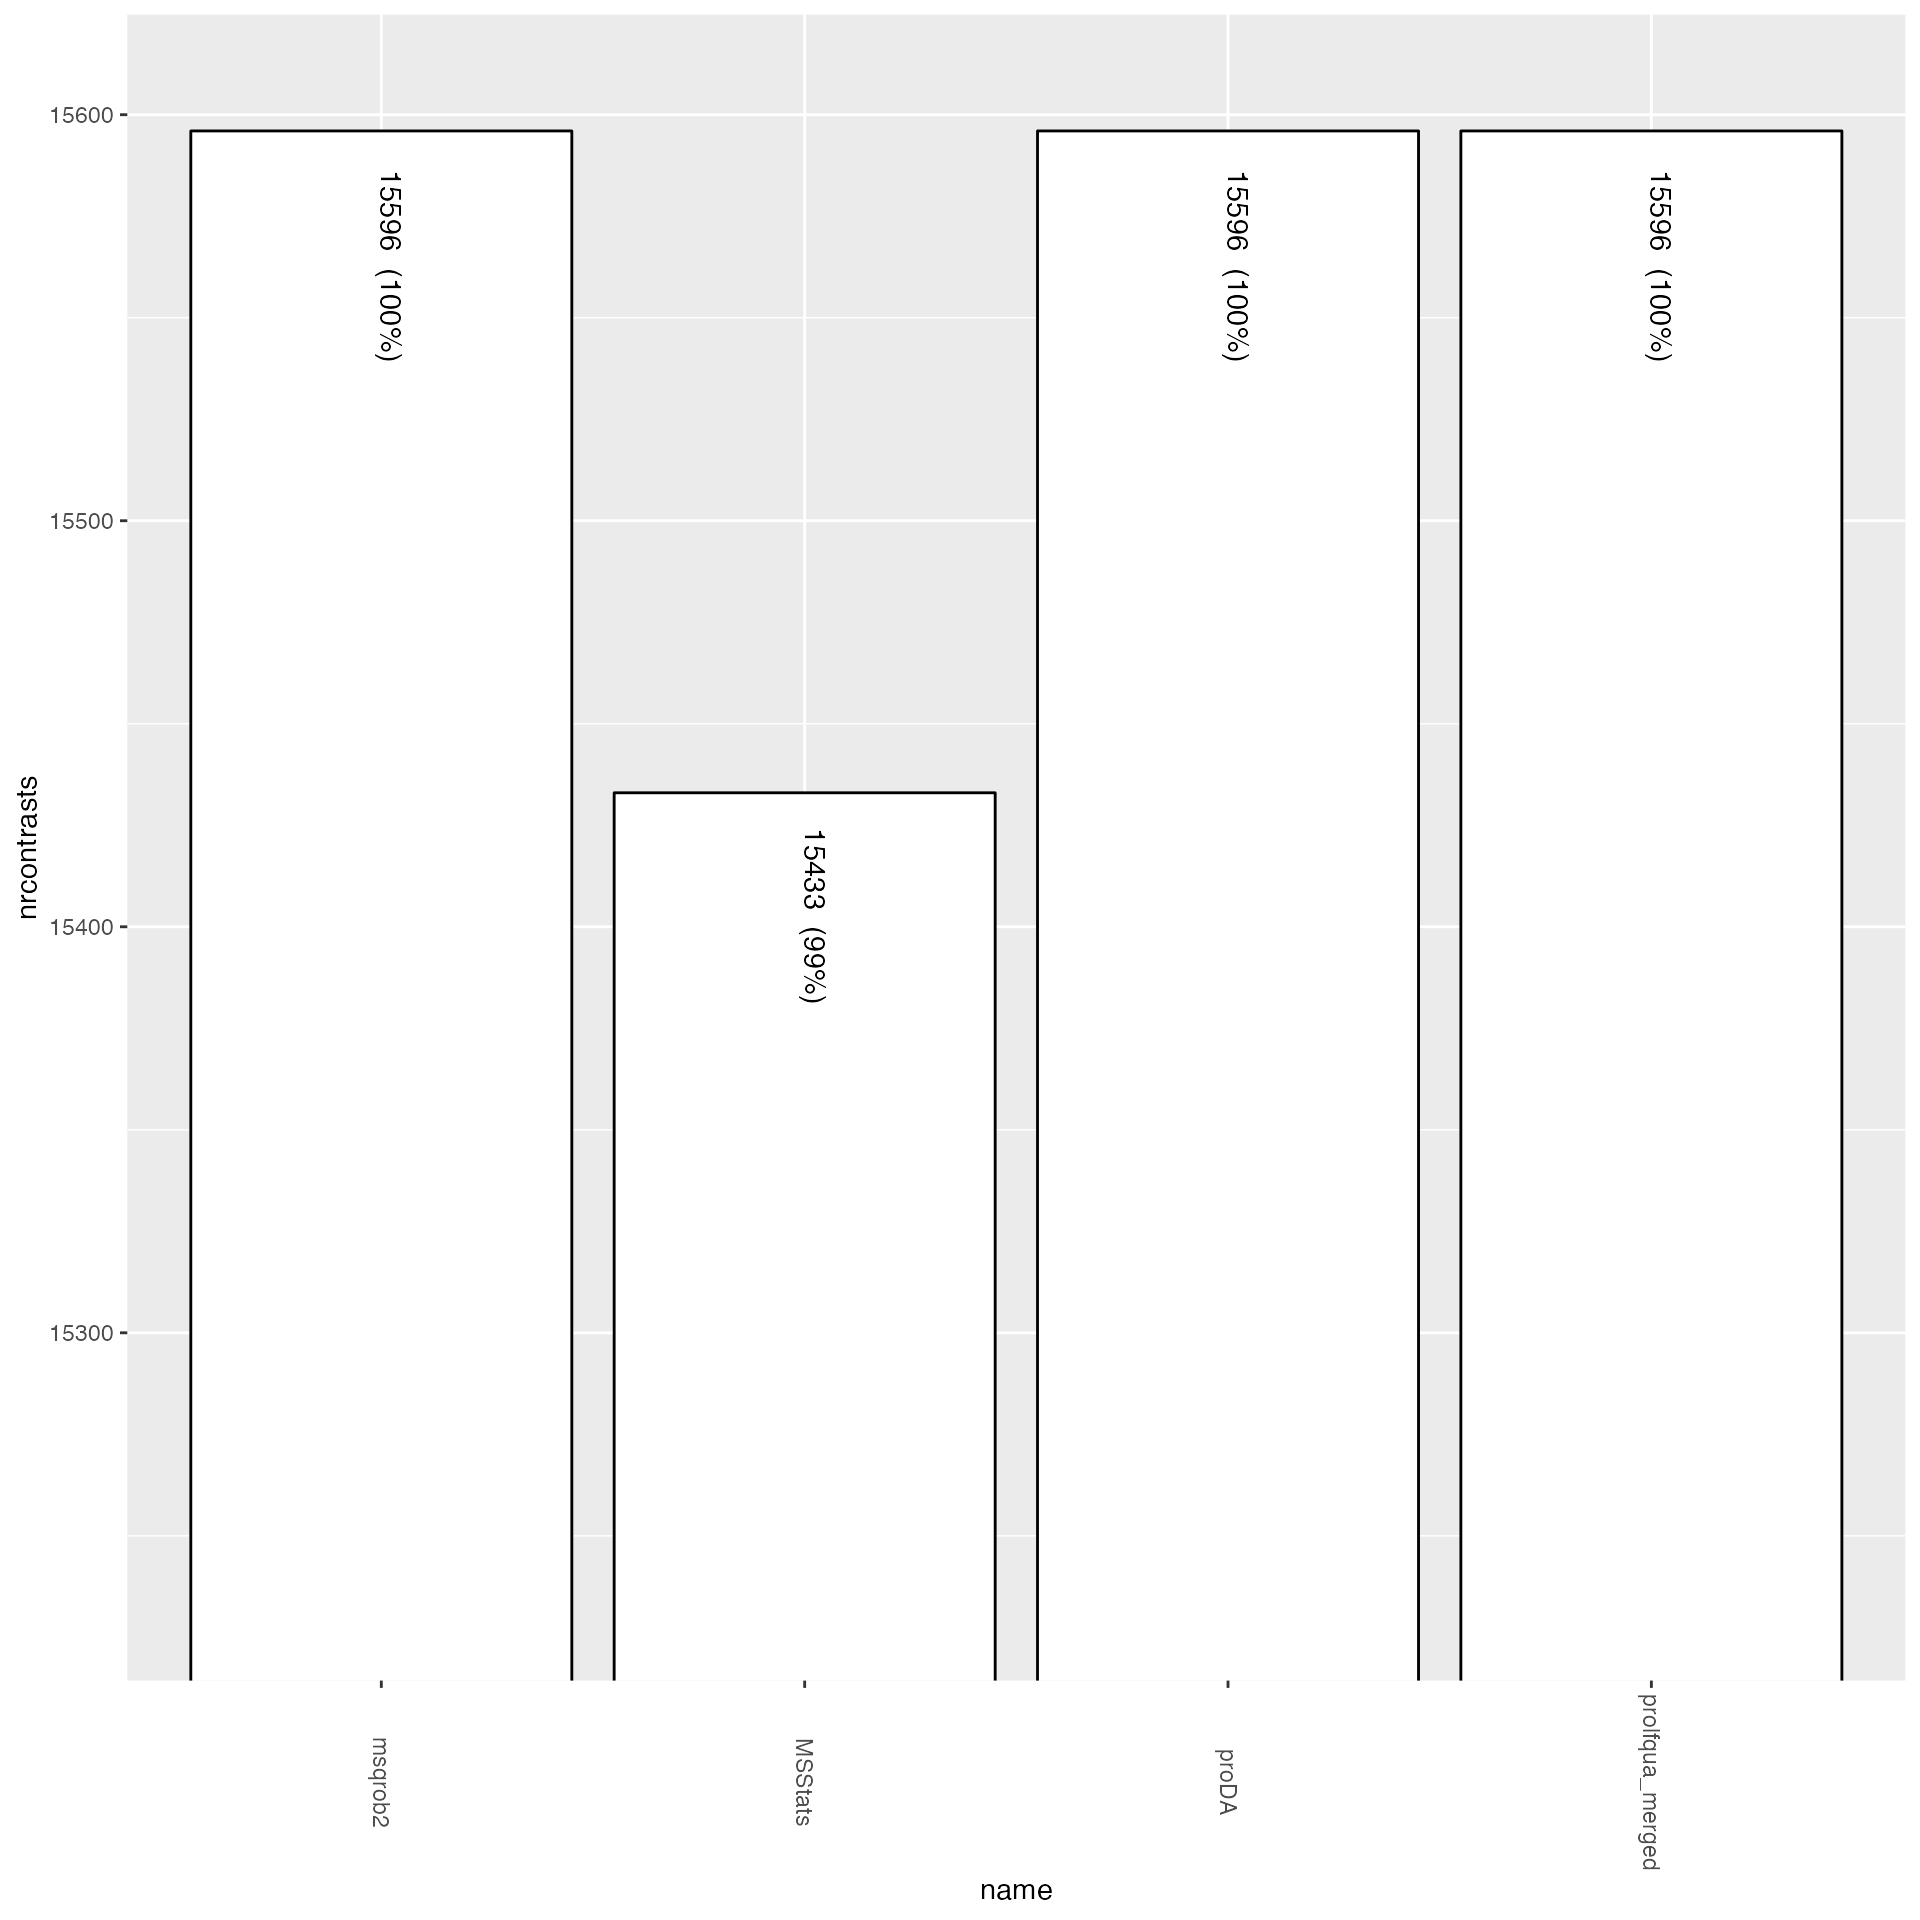 nrcontrasts
15600
15500
15400
15300
15596 (100%)
15433 (99%)
15596 (100%)
15596 (100%)
msqrob2
MSStats
proDA
prolfqua_merged
name